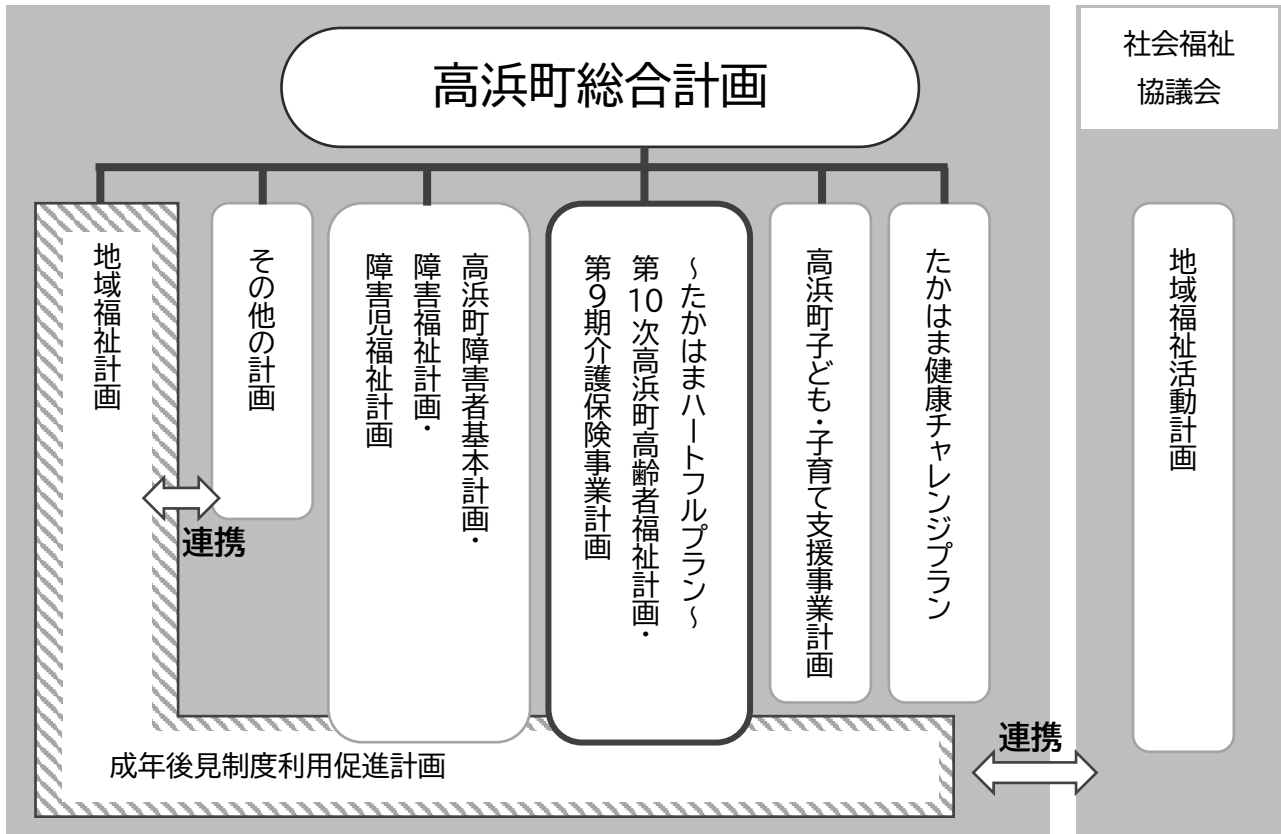 高浜町総合計画
社会福祉
協議会
地域福祉計画
その他の計画
高浜町障害者基本計画・
障害福祉計画・
障害児福祉計画
～たかはまハートフルプラン～
第10次高浜町高齢者福祉計画・
第9期介護保険事業計画
高浜町子ども・子育て支援事業計画
たかはま健康チャレンジプラン
地域福祉活動計画
連携
連携
成年後見制度利用促進計画